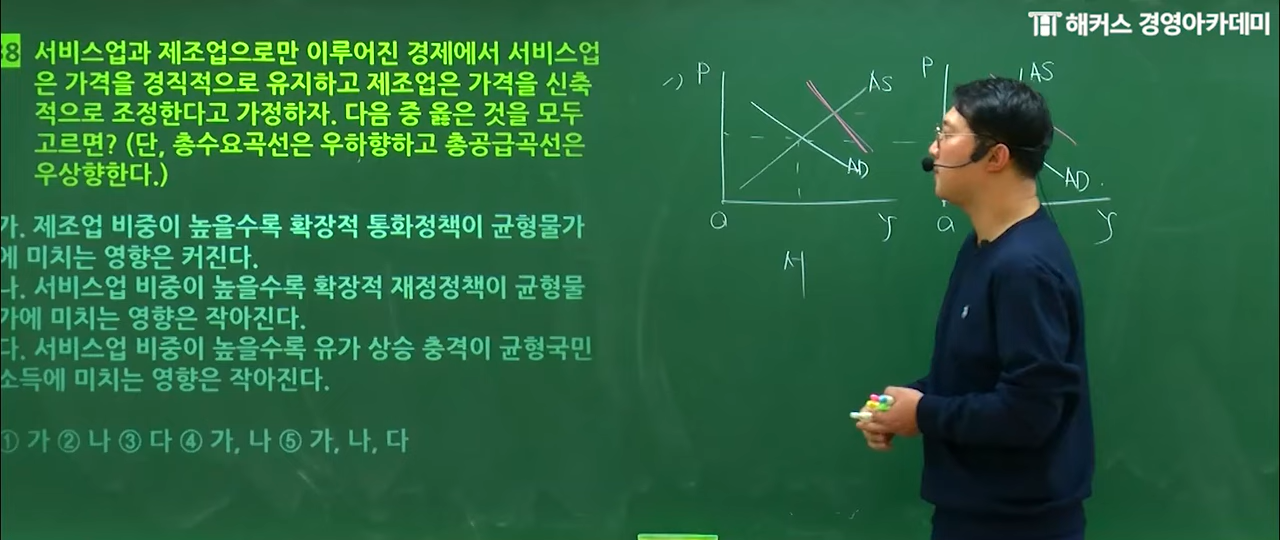 해커스 경영아카데미
8 서비스업과 제조업으로만 이루어진 경제에서 서비스업
은 가격을 경직적으로 유지하고 제조업은 가격을 신축
적으로 조정한다고 가정하자. 다음 중 옳은 것을 모두
고르면? (단, 총수요곡선은 우하향하고 총공급곡선은
우상향한다.)
가. 제조업 비중이 높을수록 확장적 통화정책이 균형물가
에 미치는 영향은 커진다.
나. 서비스업 비중이 높을수록 확장적 재정정책이 균형물
가에 미치는 영향은 작아진다.
다. 서비스업 비중이 높을수록 유가 상승 충격이 균형국민
소득에 미치는 영향은 작아진다.
① 가 ② 나 ③ 다 ④ 가, 나 ⑤ 가, 나, 다
P
AS
AD
Y
P
AS
AD
Y